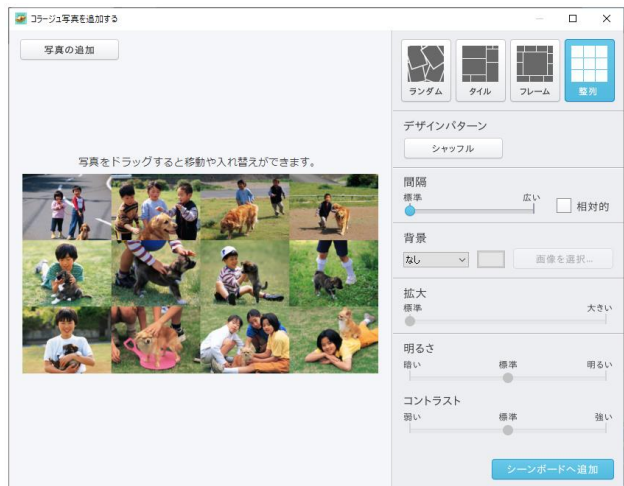 コラージュ写真を追加する
写真の追加
ランダム
タイル
フレーム
整列
デザインパターン
シャッフル
写真をドラッグすると移動や入れ替えができます。
間隔
標準 広い
相対的
背景
なし
画像を選択...
拡大
標準 大きい
明るさ
暗い 標準 明るい
コントラスト
弱い 標準 強い
シーンボードへ追加